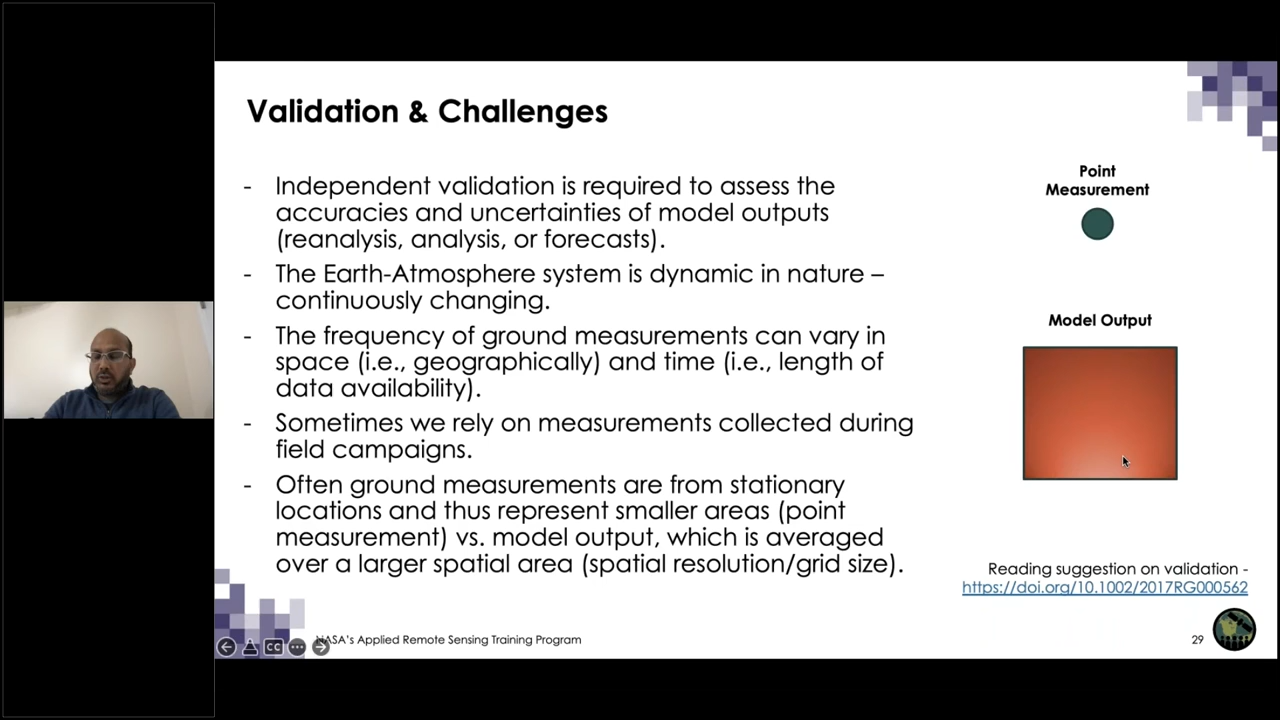 Validation & Challenges
- Independent validation is required to assess the
accuracies and uncertainties of model outputs
(reanalysis, analysis, or forecasts).
- The Earth-Atmosphere system is dynamic in nature –
continuously changing.
- The frequency of ground measurements can vary in
space (i.e., geographically) and time (i.e., length of
data availability).
- Sometimes we rely on measurements collected during
field campaigns.
- Often ground measurements are from stationary
locations and thus represent smaller areas (point
measurement) vs. model output, which is averaged
over a larger spatial area (spatial resolution/grid size).
Point
Measurement
Model Output
Reading suggestion on validation -
https://doi.org/10.1002/2017RG000562
CC
NASA's Applied Remote Sensing Training Program
29